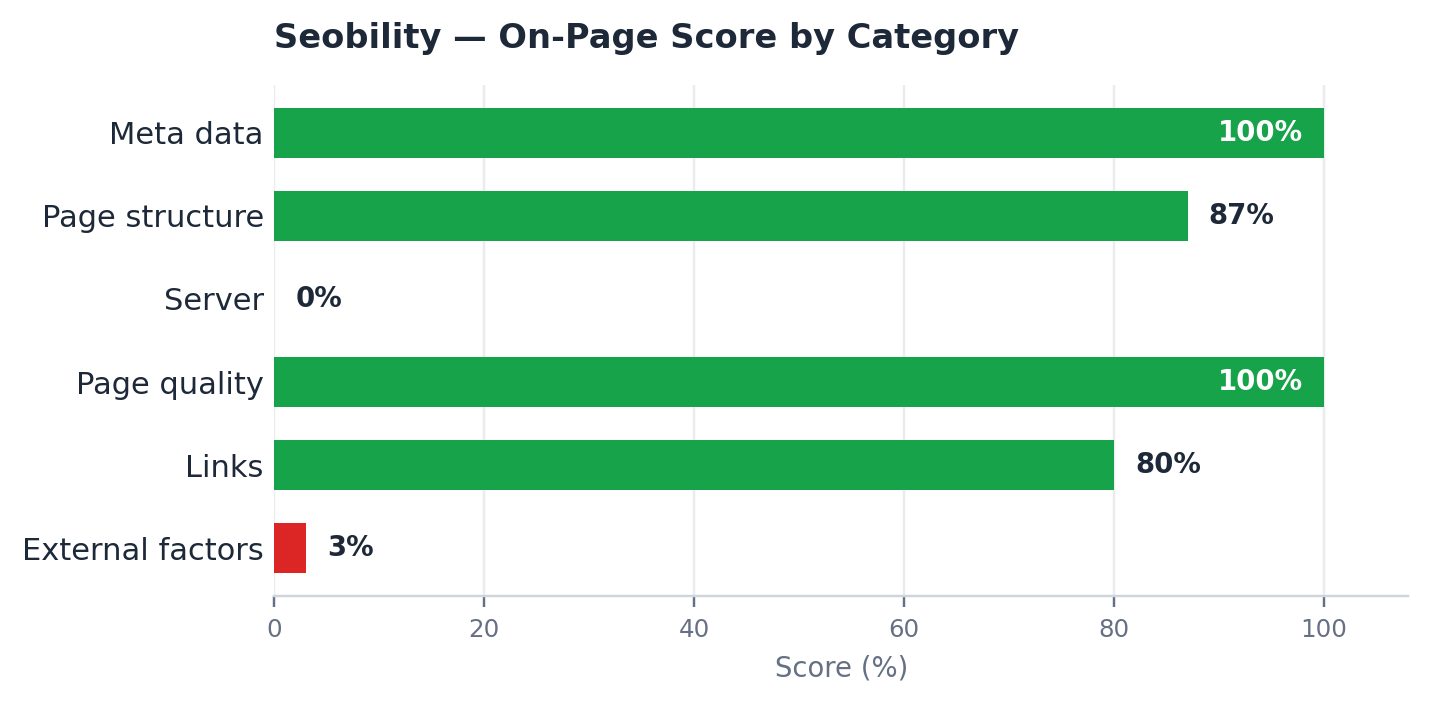 Seobility — On-Page Score by Category
Meta data 100%
Page structure 87%
Server 0%
Page quality 100%
Links 80%
External factors 3%
0 20 40 60 80 100
Score (%)